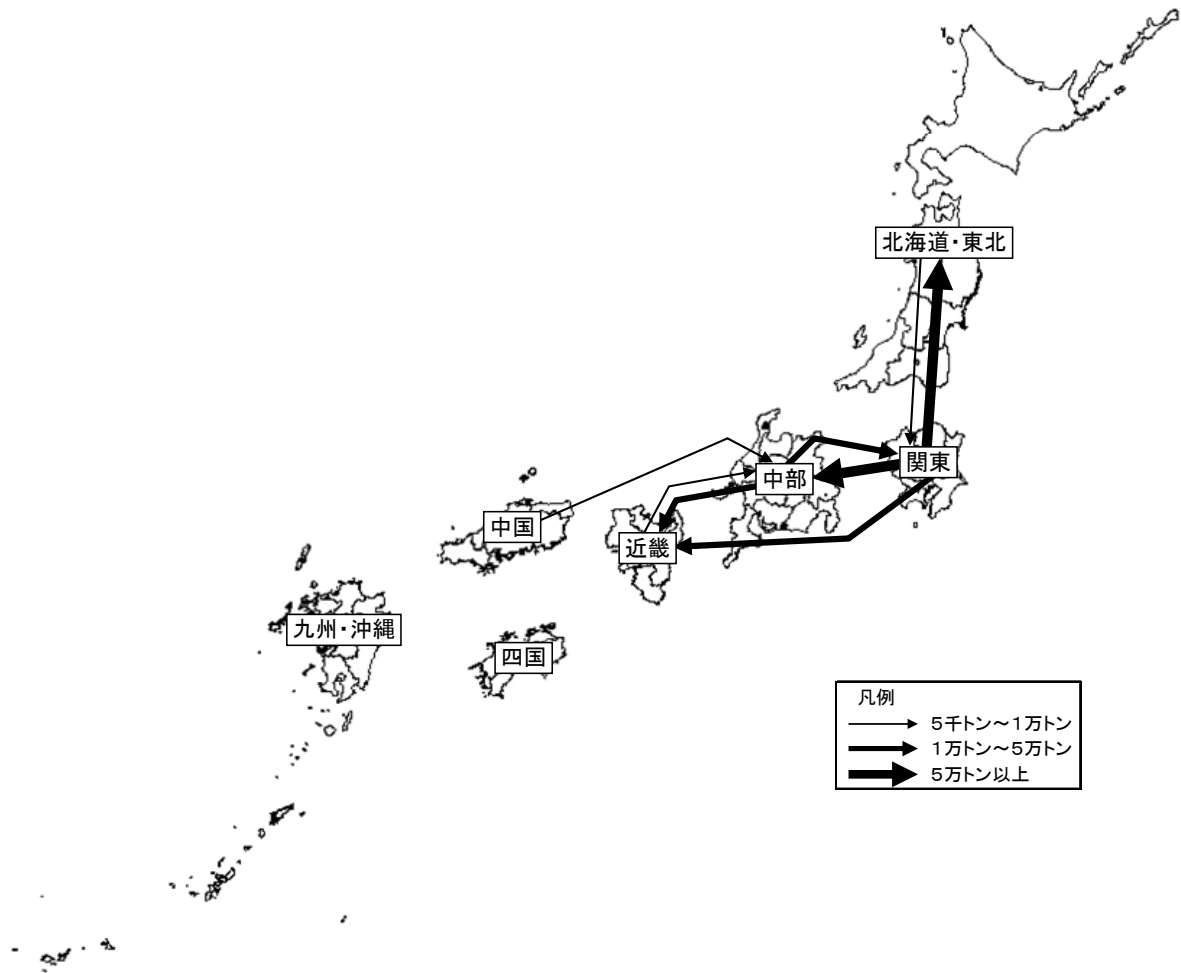 北海道・東北
関東
中部
中国
近畿
九州・沖縄
四国
凡例
５千トン～１万トン
１万トン～５万トン
５万トン以上